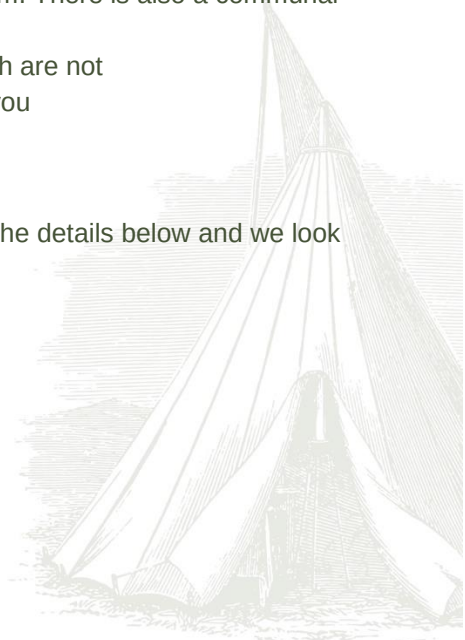 m. There is also a communal
h are not
ou
he details below and we look